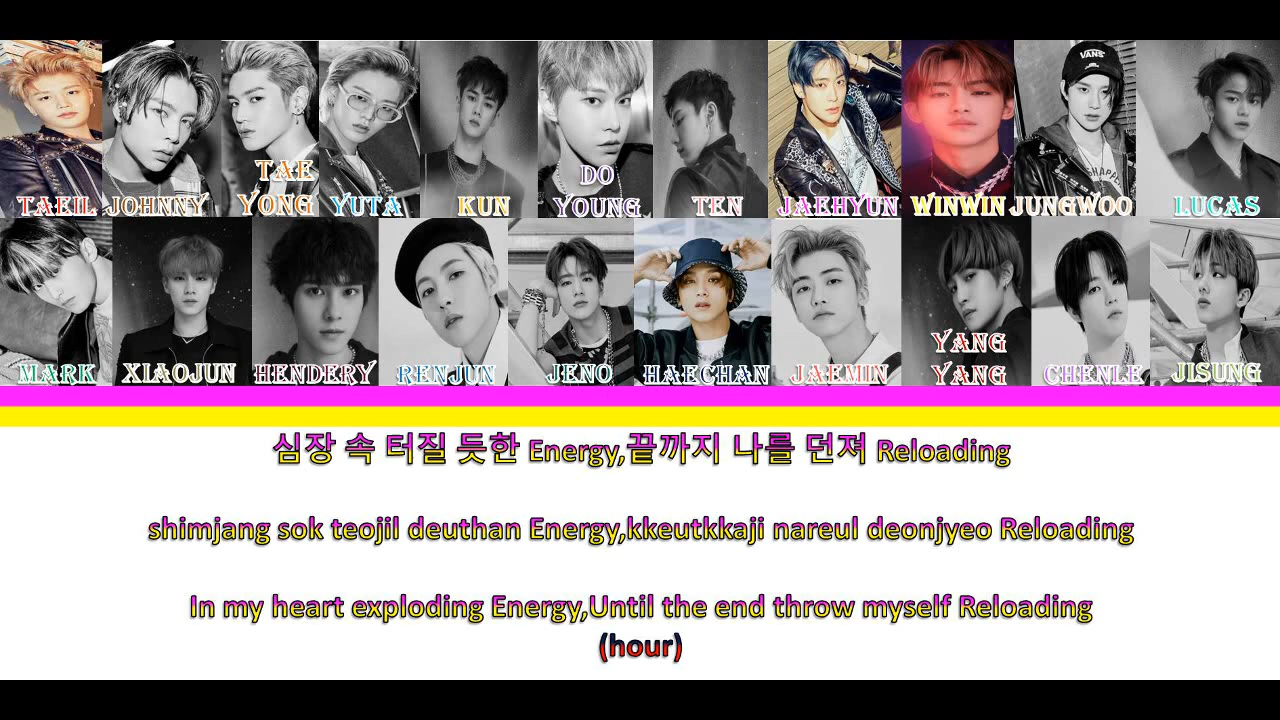 VANS
TAEIL JOHNNY TAE YONG YUTA KUN DO YOUNG TEN JAEHYUN WINWIN JUNGWOO LUCAS
MARK XIAOJUN HENDERY RENJUN JENO HAECHAN JAEMIN YANG YANG CHENLE JISUNG
심장 속 터질 듯한 Energy,끝까지 나를 던져 Reloading
shimjang sok teojil deuthan Energy,kkeutkkaji nareul deonjyeo Reloading
In my heart exploding Energy,Until the end throw myself Reloading
(hour)